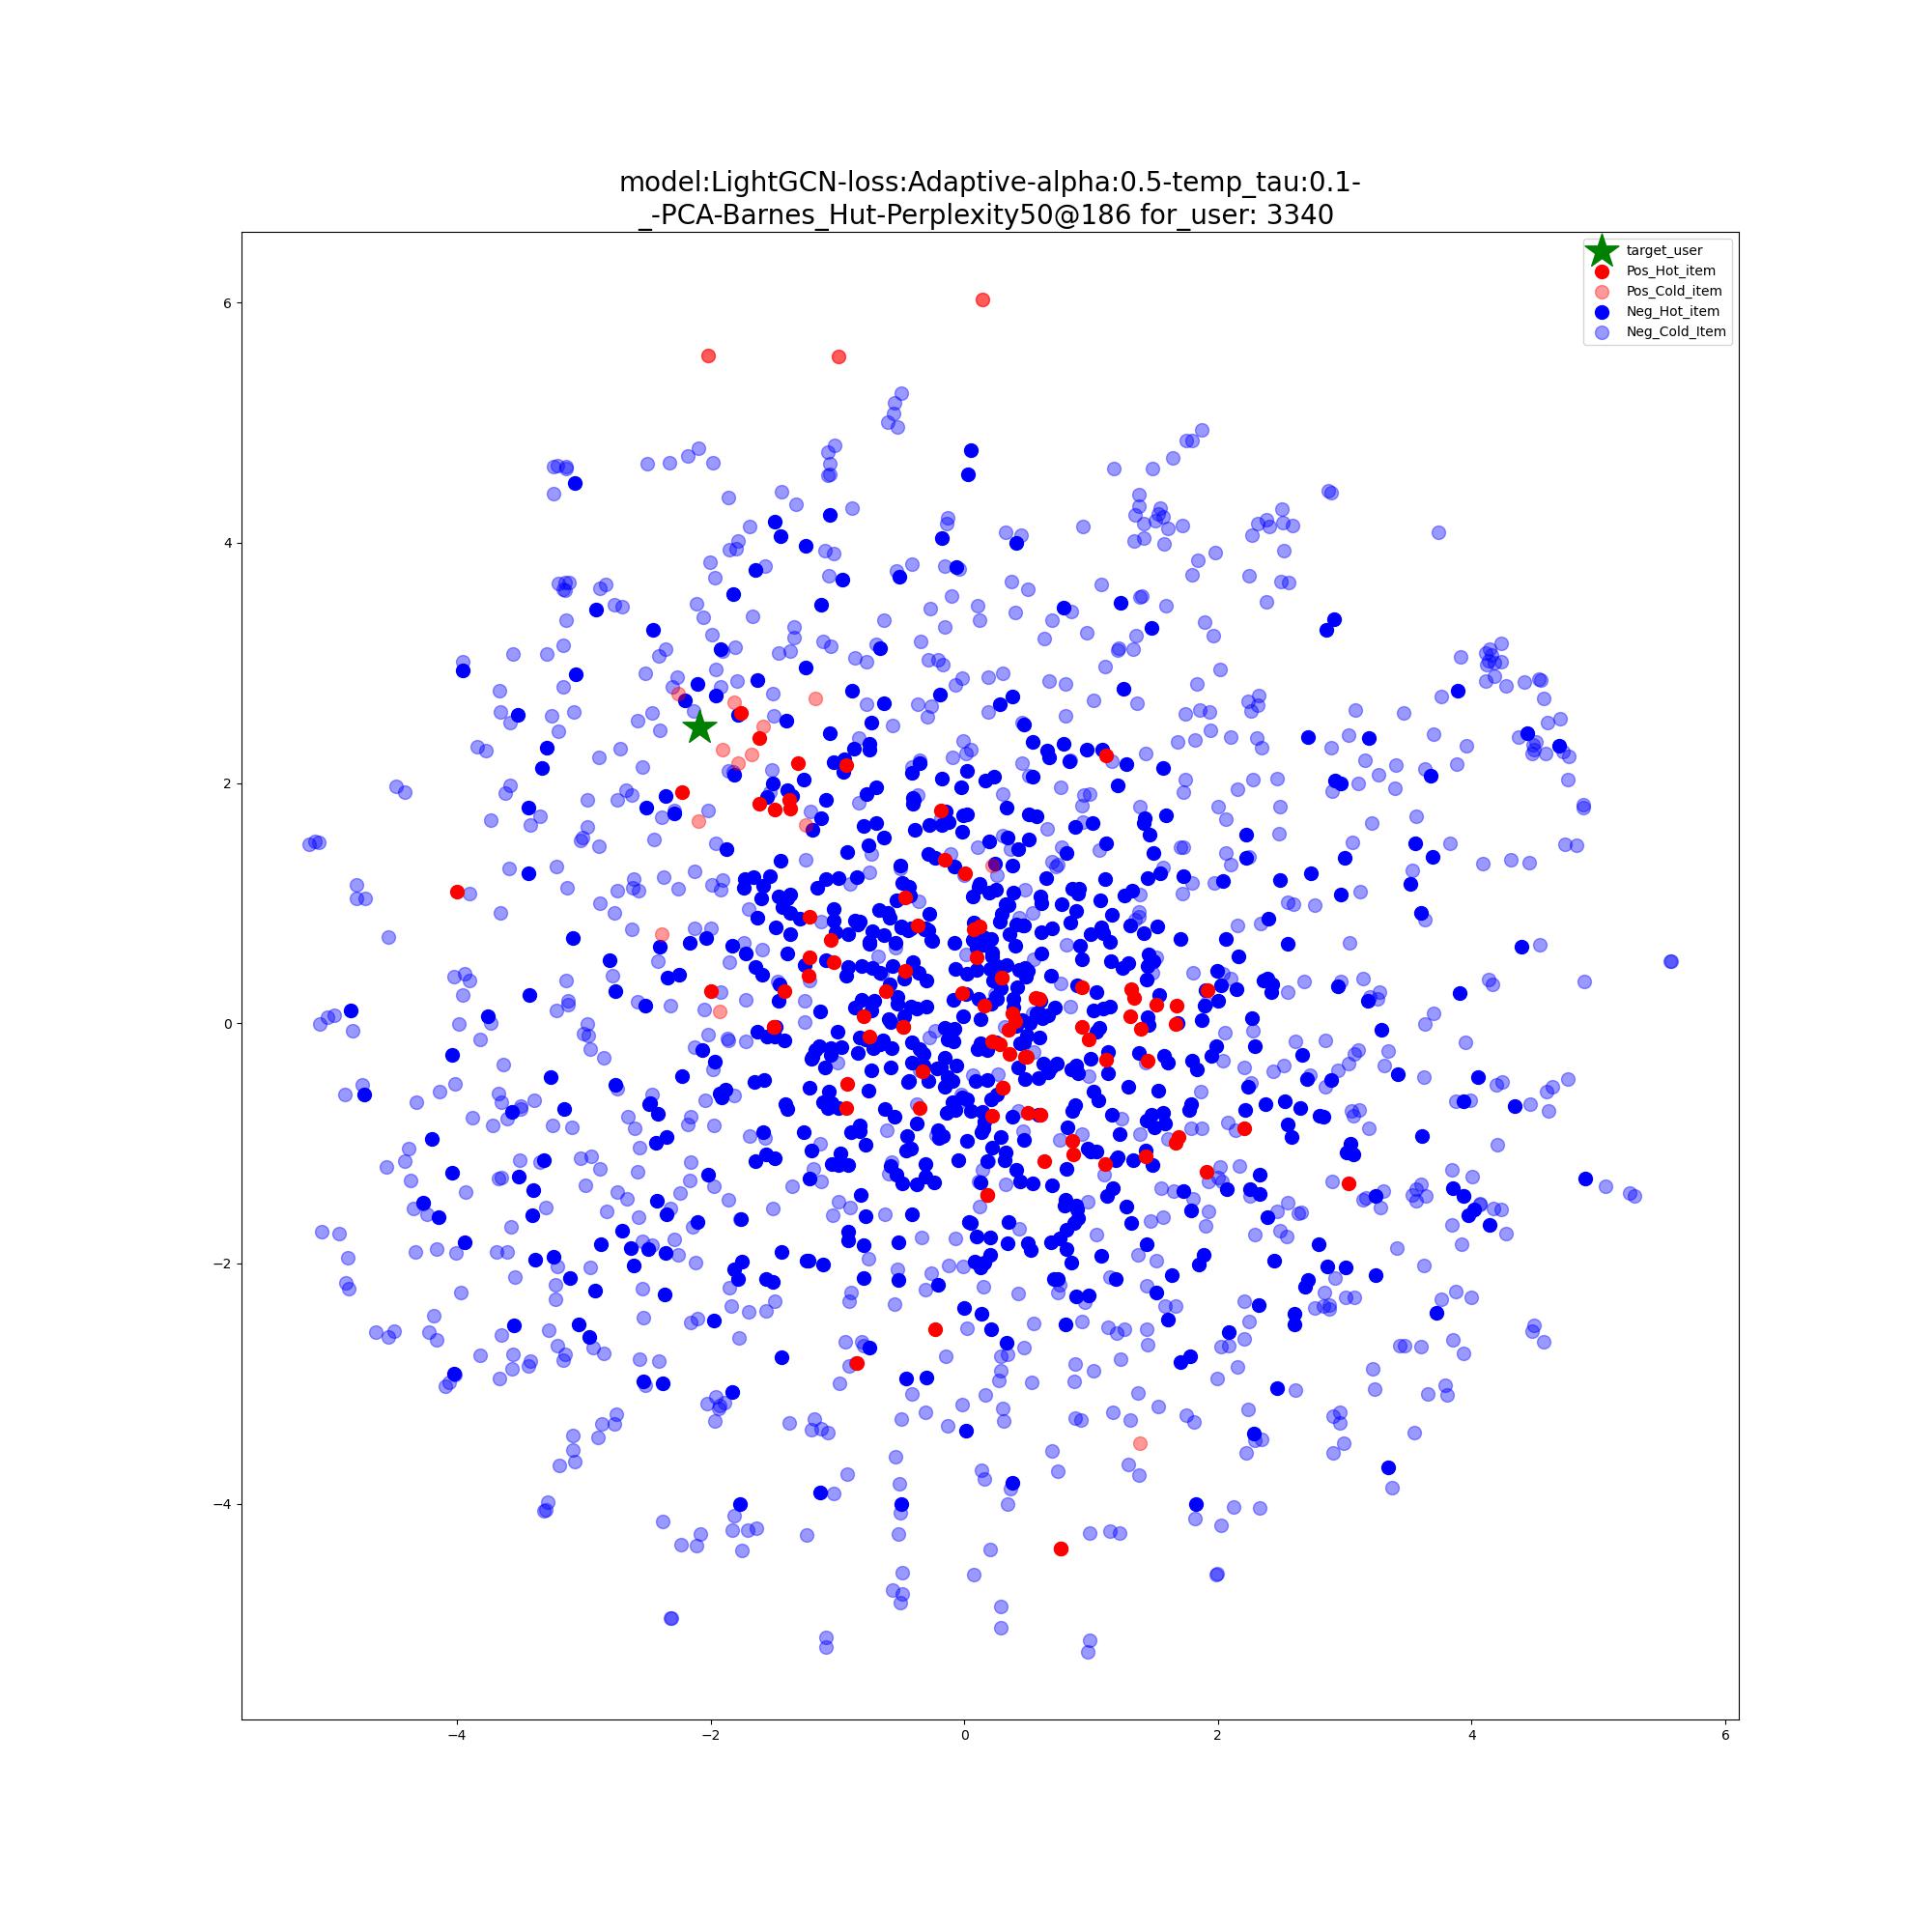 model:LightGCN-loss:Adaptive-alpha:0.5-temp_tau:0.1-
_-PCA-Barnes_Hut-Perplexity50@186 for_user: 3340
target_user
Pos_Hot_item
Pos_Cold_item
Neg_Hot_item
Neg_Cold_Item
6
4
2
0
−2
−4
−4
−2
0
2
4
6